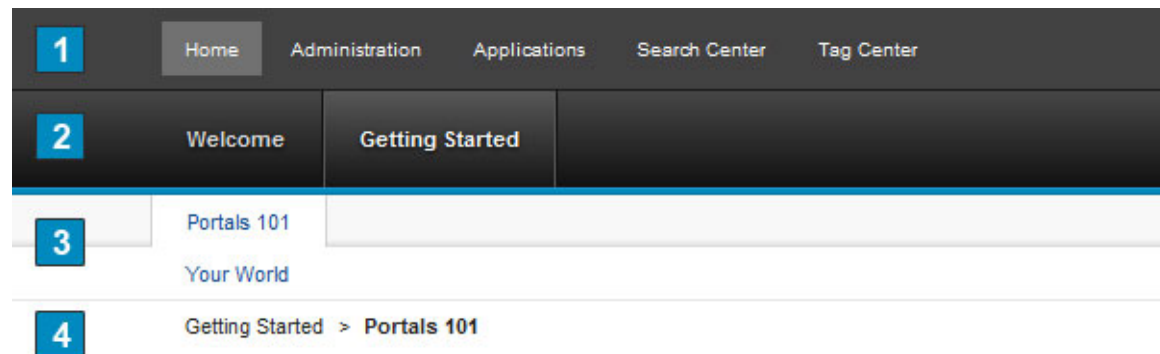 1 Home Administration Applications Search Center Tag Center
2 Welcome Getting Started
3 Portals 101
Your World
4 Getting Started > Portals 101